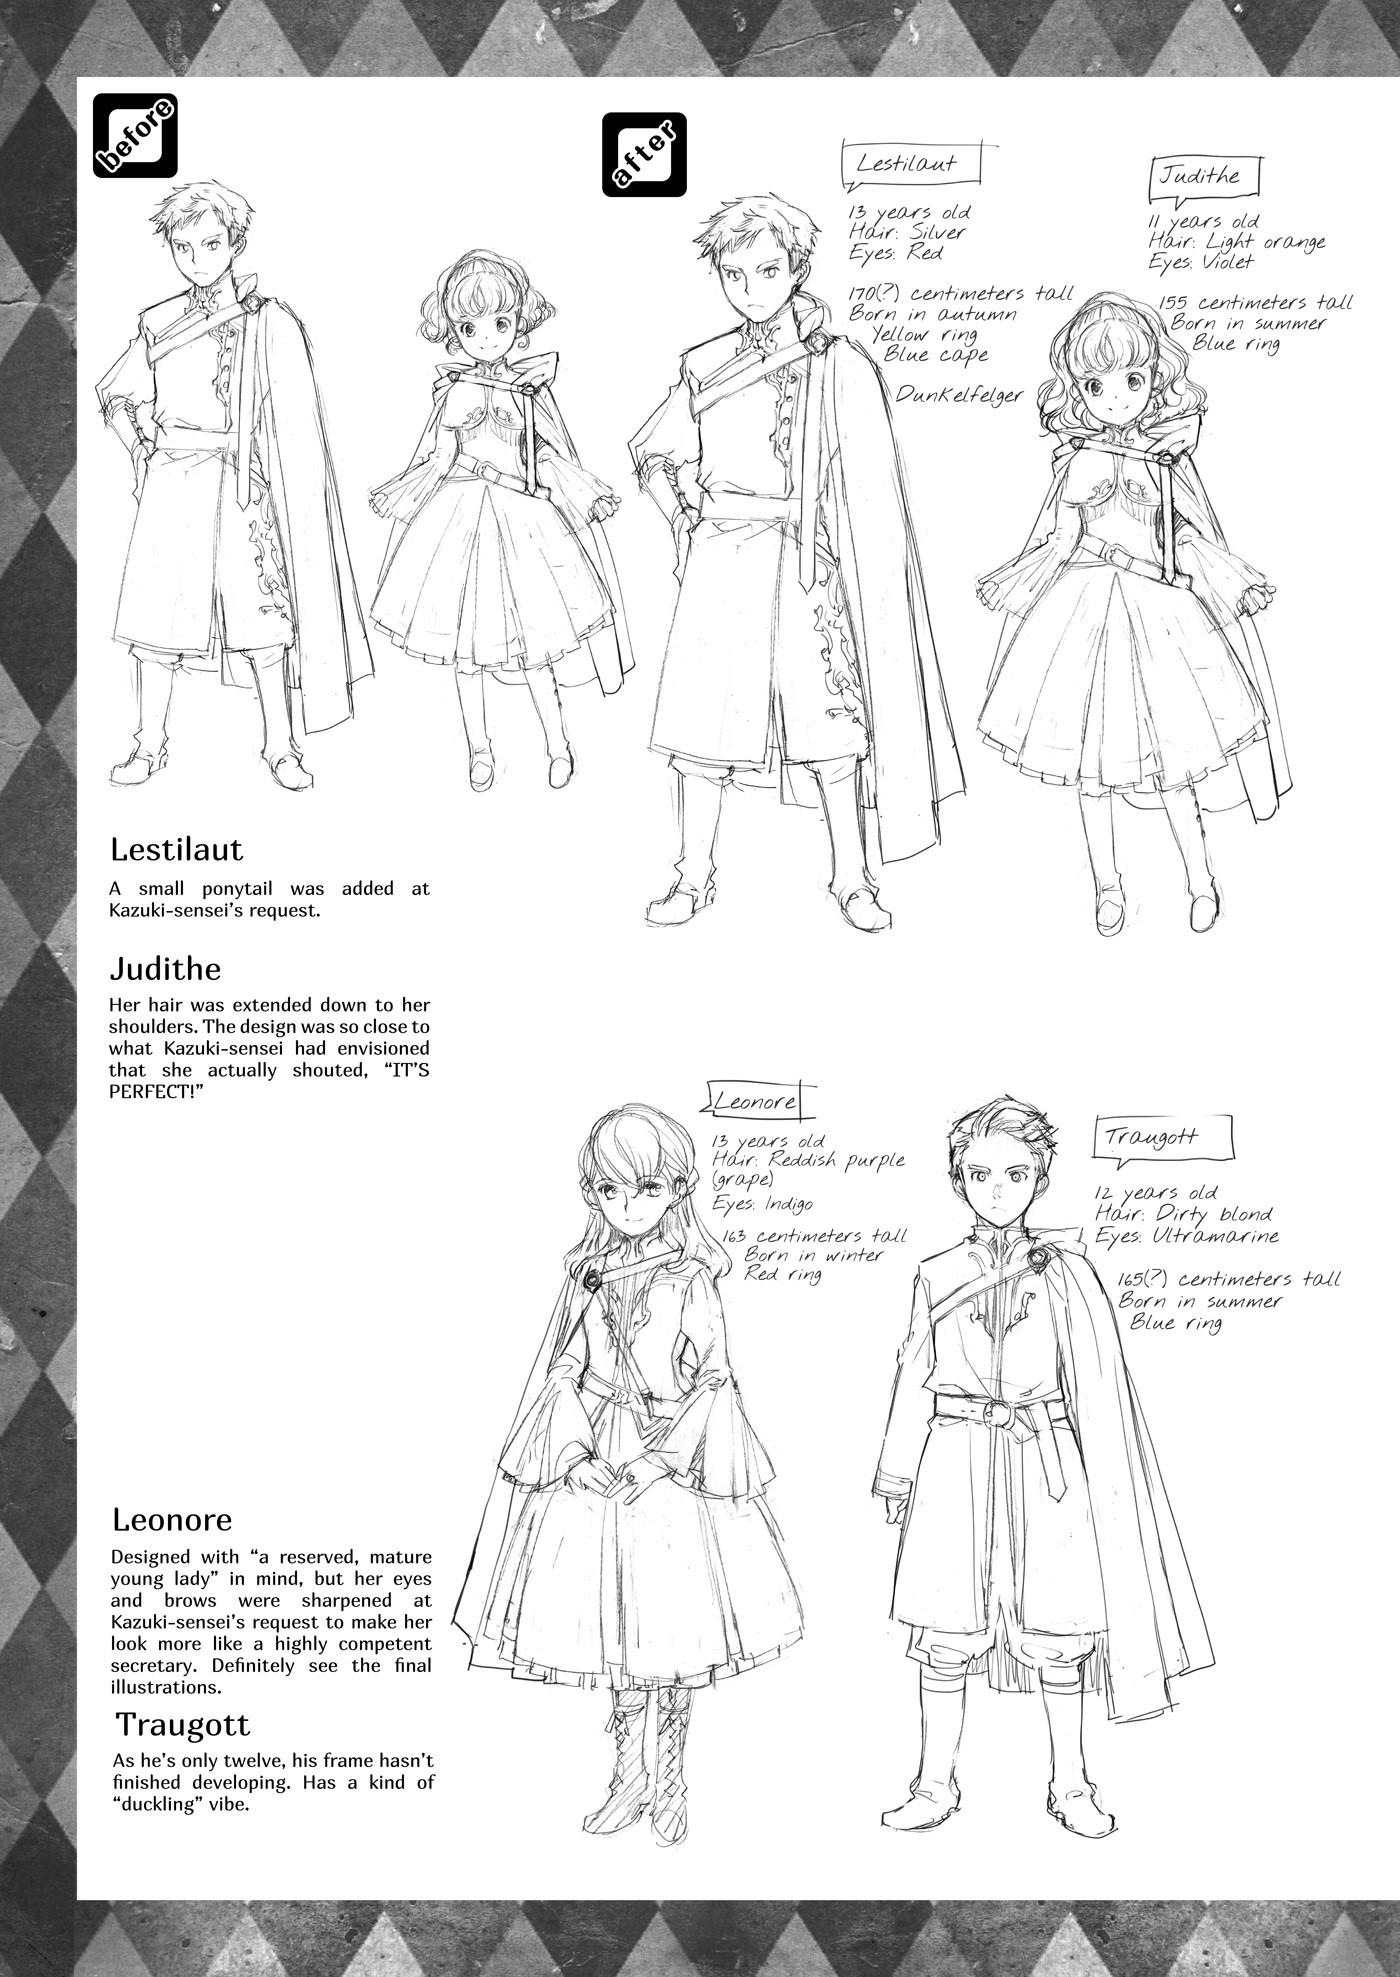 before
after
Lestilaut
13 years old
Hair: Silver
Eyes: Red
170(?) centimeters tall
Born in autumn
Yellow ring
Blue cape
Dunkelfelger
Judithe
11 years old
Hair: Light orange
Eyes: Violet
155 centimeters tall
Born in summer
Blue ring
Lestilaut
A small ponytail was added at
Kazuki-sensei's request.
Judithe
Her hair was extended down to her
shoulders. The design was so close to
what Kazuki-sensei had envisioned
that she actually shouted, “IT'S
PERFECT!”
Leonore
13 years old
Hair: Reddish purple
(grape)
Eyes: Indigo
163 centimeters tall
Born in winter
Red ring
Traugott
12 years old
Hair: Dirty blond
Eyes: Ultramarine
165(?) centimeters tall
Born in summer
Blue ring
Leonore
Designed with “a reserved, mature
young lady” in mind, but her eyes
and brows were sharpened at
Kazuki-sensei's request to make her
look more like a highly competent
secretary. Definitely see the final
illustrations.
Traugott
As he's only twelve, his frame hasn't
finished developing. Has a kind of
“duckling” vibe.